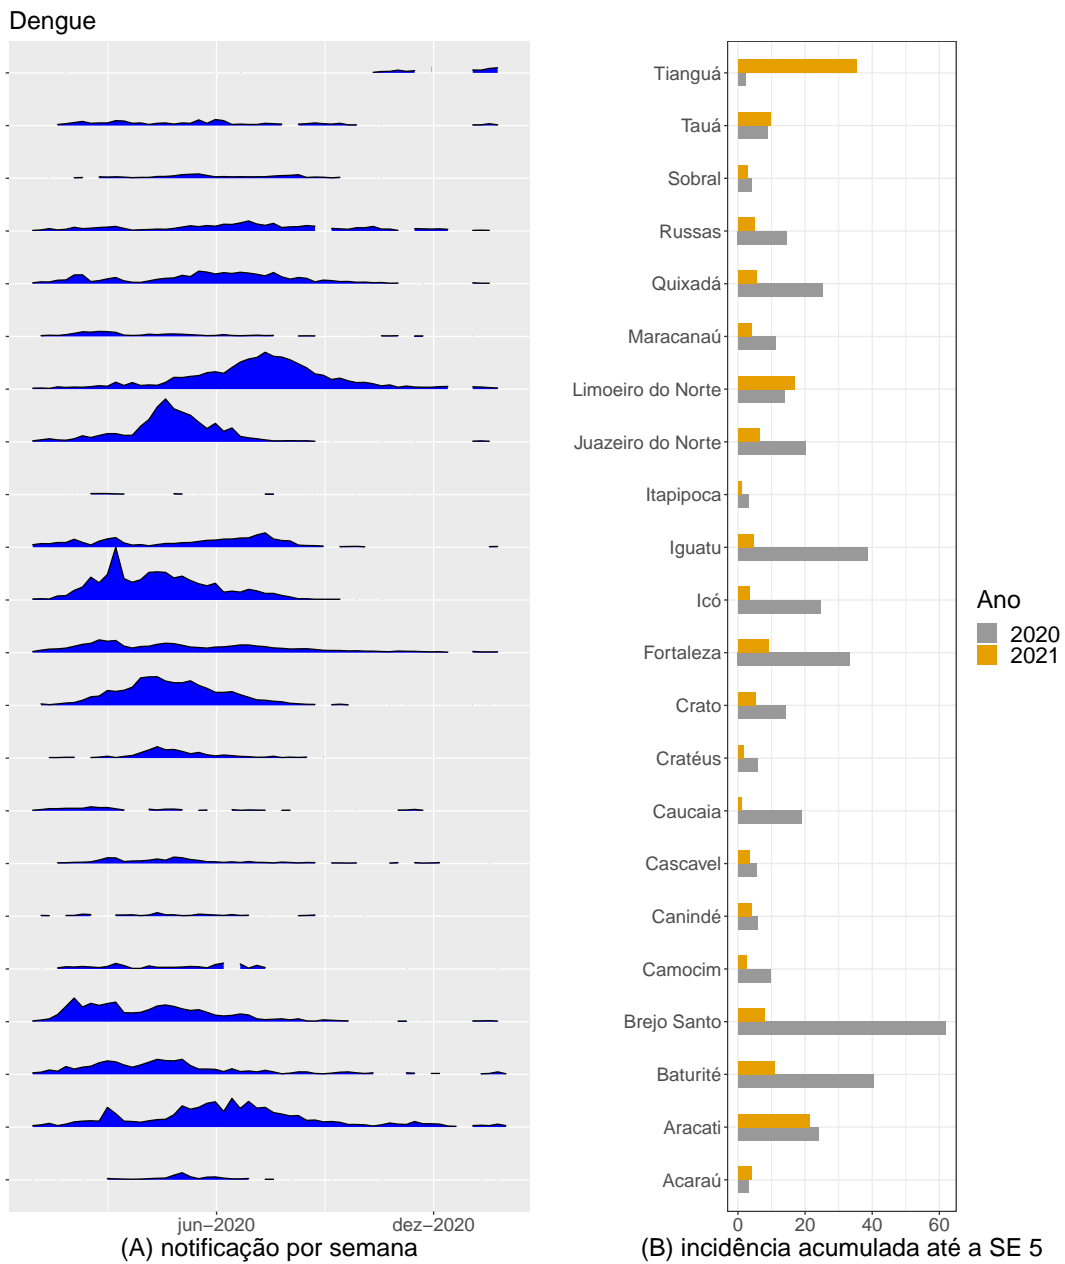 Dengue
Tianguá
Tauá
Sobral
Russas
Quixadá
Maracanaú
Limoeiro do Norte
Juazeiro do Norte
Itapipoca
Iguatu
Icó
Fortaleza
Crato
Cratéus
Caucaia
Cascavel
Canindé
Camocim
Brejo Santo
Baturité
Aracati
Acaraú
Ano
2020
2021
jun−2020 dez−2020
0 20 40 60
(A) notificação por semana
(B) incidência acumulada até a SE 5